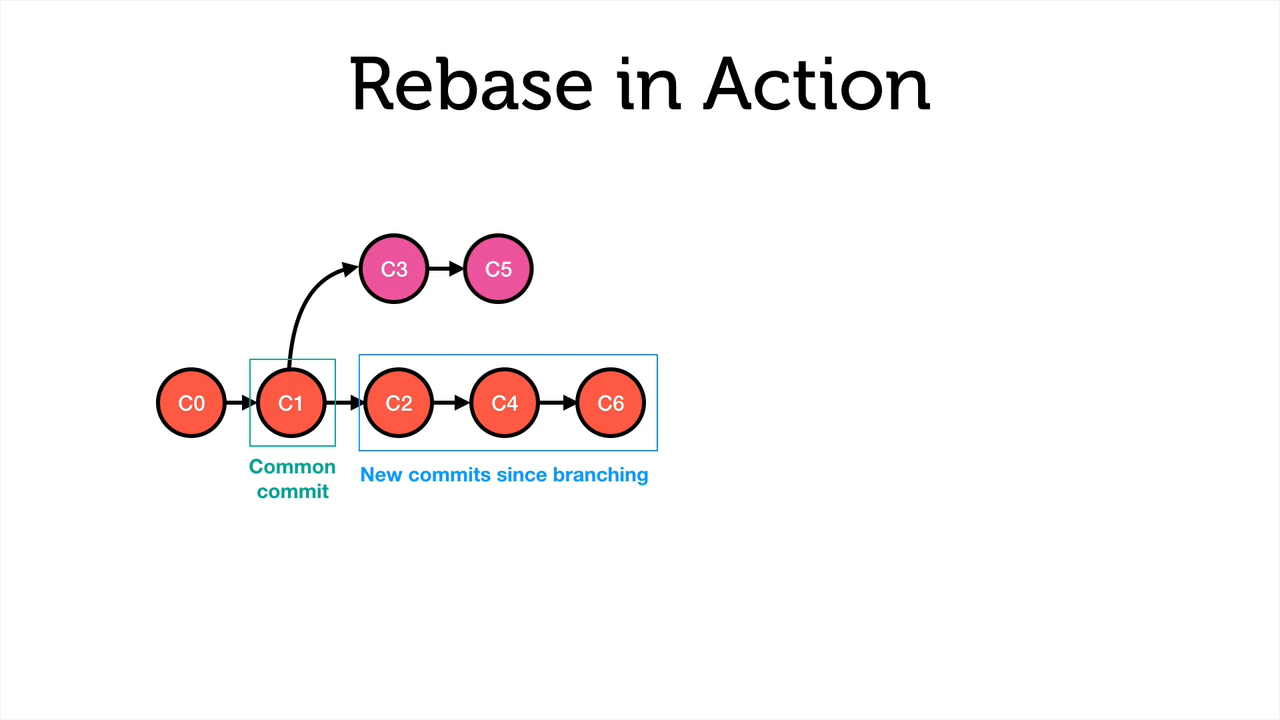 Rebase in Action
C3
C5
C0
C1
C2
C4
C6
Common
commit
New commits since branching